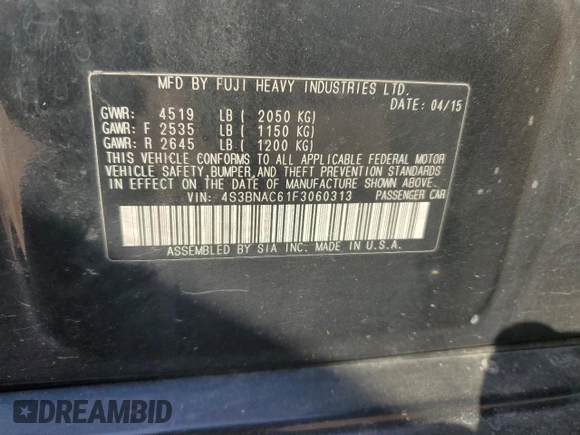 MFD BY FUJI HEAVY INDUSTRIES LTD.
DATE: 04/15
GVWR: 4519 LB ( 2050 KG)
GAWR: F 2535 LB ( 1150 KG)
GAWR: R 2645 LB.( 1200 KG)
THIS VEHICLE CONFORMS TO ALL APPLICABLE FEDERAL MOTOR
VEHICLE SAFETY,BUMPER,AND THEFT PREVENTION STANDARDS
IN EFFECT ON THE DATE OF MANUFACTURE SHOWN ABOVE.
VIN: 4S3BNAC61F3060313 PASSENGER CAR
ASSEMBLED BY SIA INC. MADE IN U.S.A.
DREAMBID